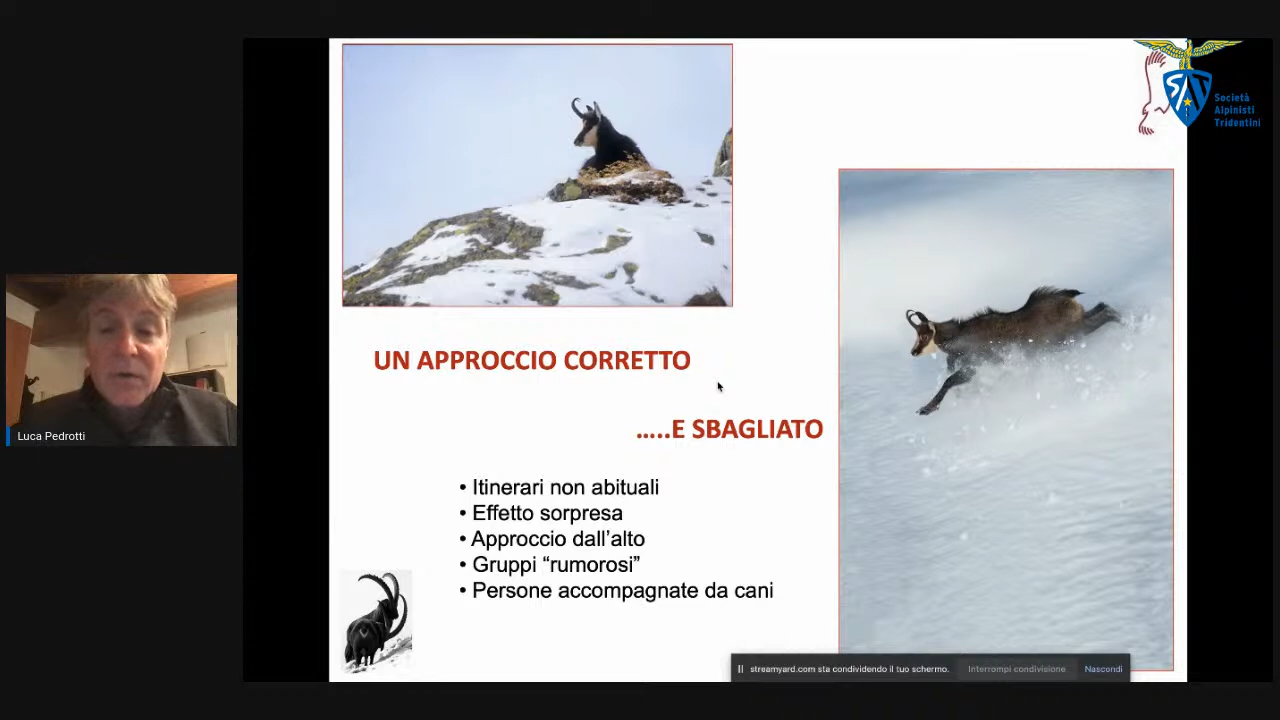 SAT
Società
Alpinisti
Tridentini
UN APPROCCIO CORRETTO
…..E SBAGLIATO
• Itinerari non abituali
• Effetto sorpresa
• Approccio dall’alto
• Gruppi “rumorosi”
• Persone accompagnate da cani
Luca Pedrotti
streamyard.com sta condividendo il tuo schermo.
Interrompi condivisione
Nascondi